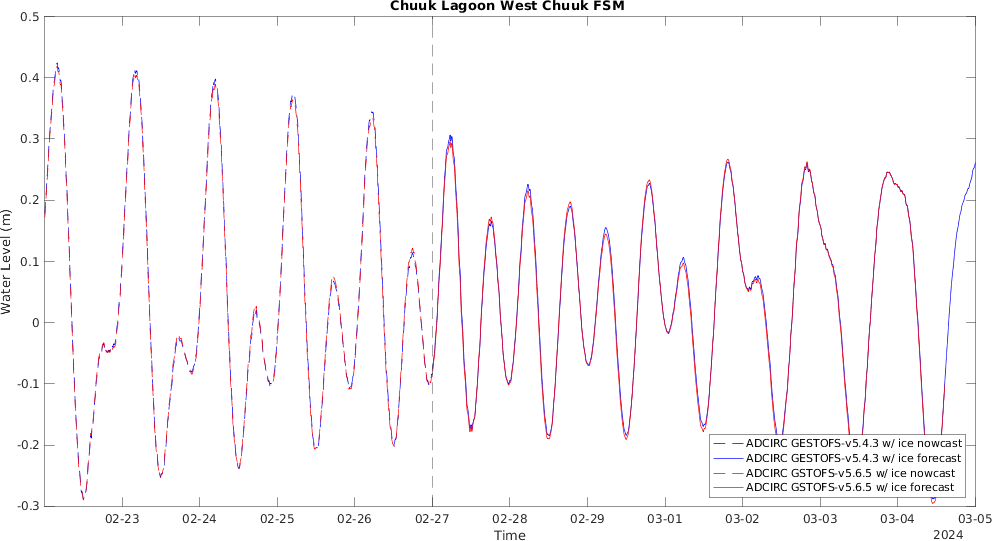 Chuuk Lagoon West Chuuk FSM
0.5
0.4
0.3
0.2
0.1
0
-0.1
-0.2
-0.3
Water Level (m)
ADCIRC GESTOFS-v5.4.3 w/ ice nowcast
ADCIRC GESTOFS-v5.4.3 w/ ice forecast
ADCIRC GSTOFS-v5.6.5 w/ ice nowcast
ADCIRC GSTOFS-v5.6.5 w/ ice forecast
02-23 02-24 02-25 02-26 02-27 02-28 02-29 03-01 03-02 03-03 03-04 03-05
Time
2024